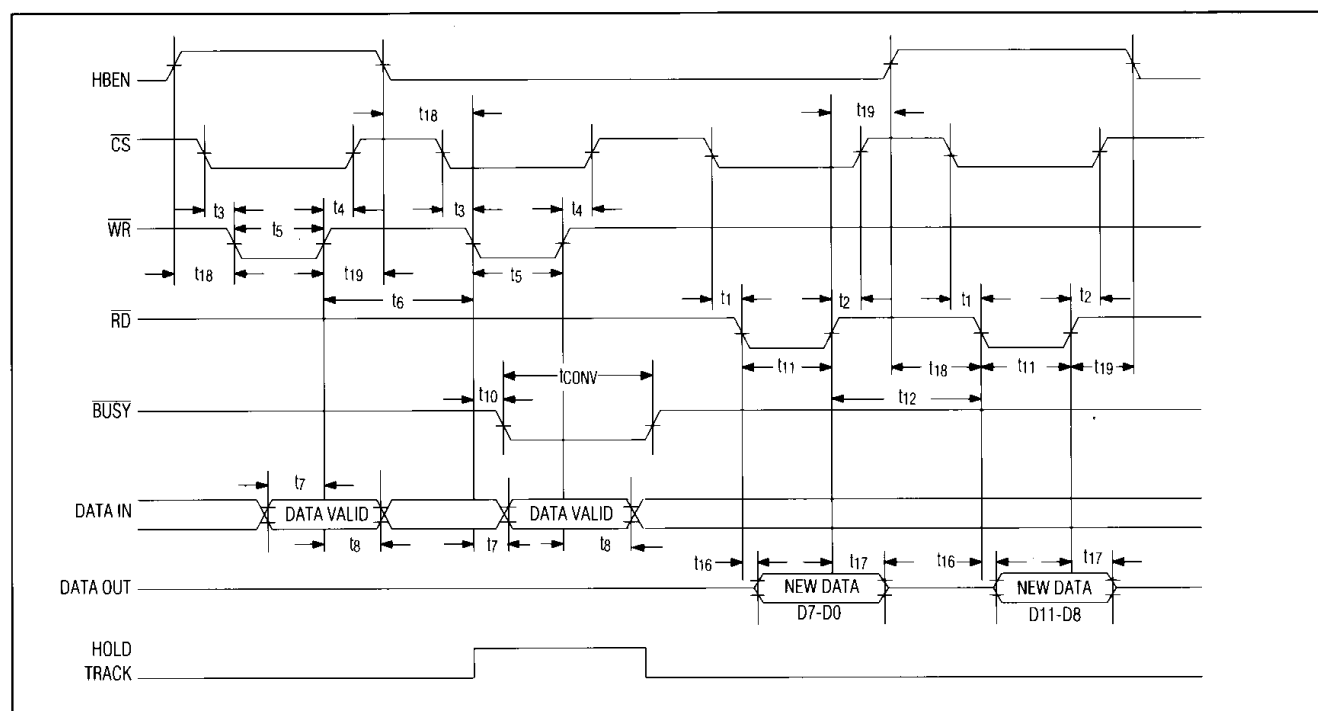 HBEN
t18
t19
CS
t3
t4
t3
t4
t5
WR
t18
t19
t5
t6
t1
t2
t1
t2
RD
tCONV
t11
t18
t11
t19
t10
t12
BUSY
t7
DATA IN
DATA VALID
DATA VALID
t8
t7
t8
t16
t17
t16
t17
DATA OUT
NEW DATA
D7-D0
NEW DATA
D11-D8
HOLD
TRACK